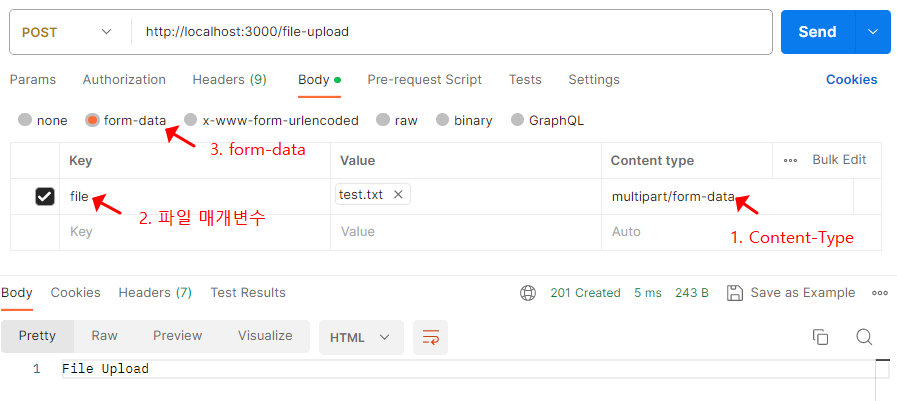 POST http://localhost:3000/file-upload Send
Params Authorization Headers (9) Body Pre-request Script Tests Settings Cookies
none form-data x-www-form-urlencoded raw binary GraphQL
3. form-data
Key Value Content type Bulk Edit
file test.txt multipart/form-data
2. 파일 매개변수
Key Value Auto
1. Content-Type
Body Cookies Headers (7) Test Results 201 Created 5 ms 243 B Save as Example
Pretty Raw Preview Visualize HTML
1 File Upload